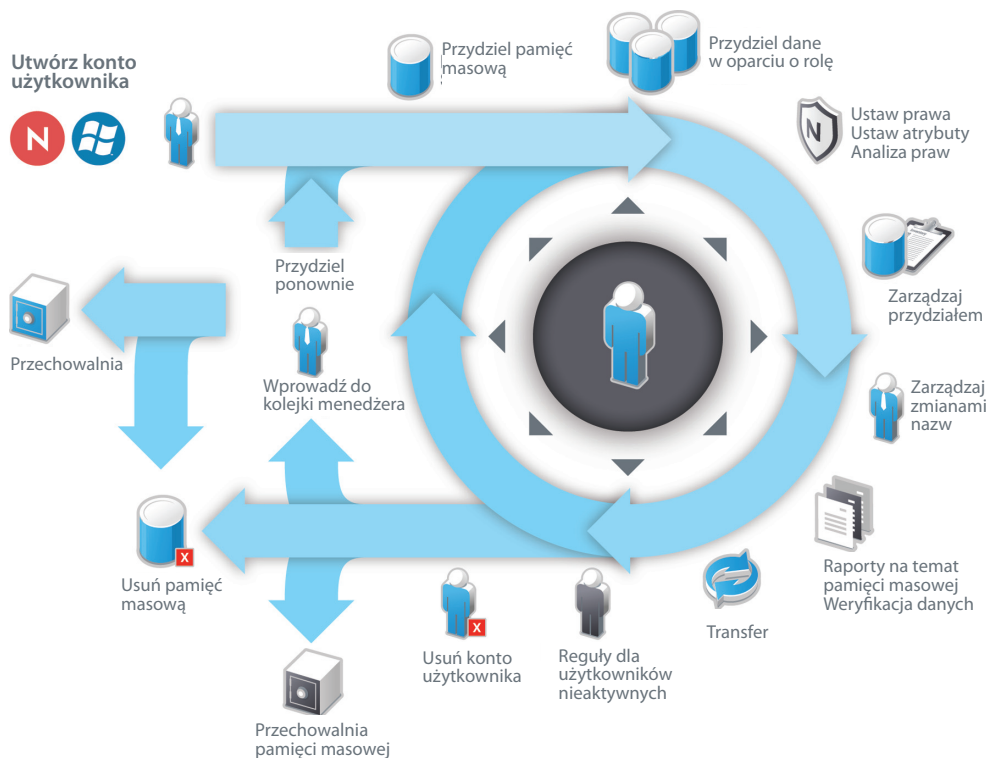 Utwórz konto
użytkownika
N
Przydziel pamięć
masową
Przydziel dane
w oparciu o rolę
N
Ustaw prawa
Ustaw atrybuty
Analiza praw
Zarządzaj
przydziałem
Zarządzaj
zmianami
nazw
Raporty na temat
pamięci masowej
Weryfikacja danych
Transfer
Reguły dla
użytkowników
nieaktywnych
X
Usuń konto
użytkownika
Przydziel
ponownie
Wprowadź do
kolejki menedżera
Przechowalnia
X
Usuń pamięć
masową
Przechowalnia
pamięci masowej